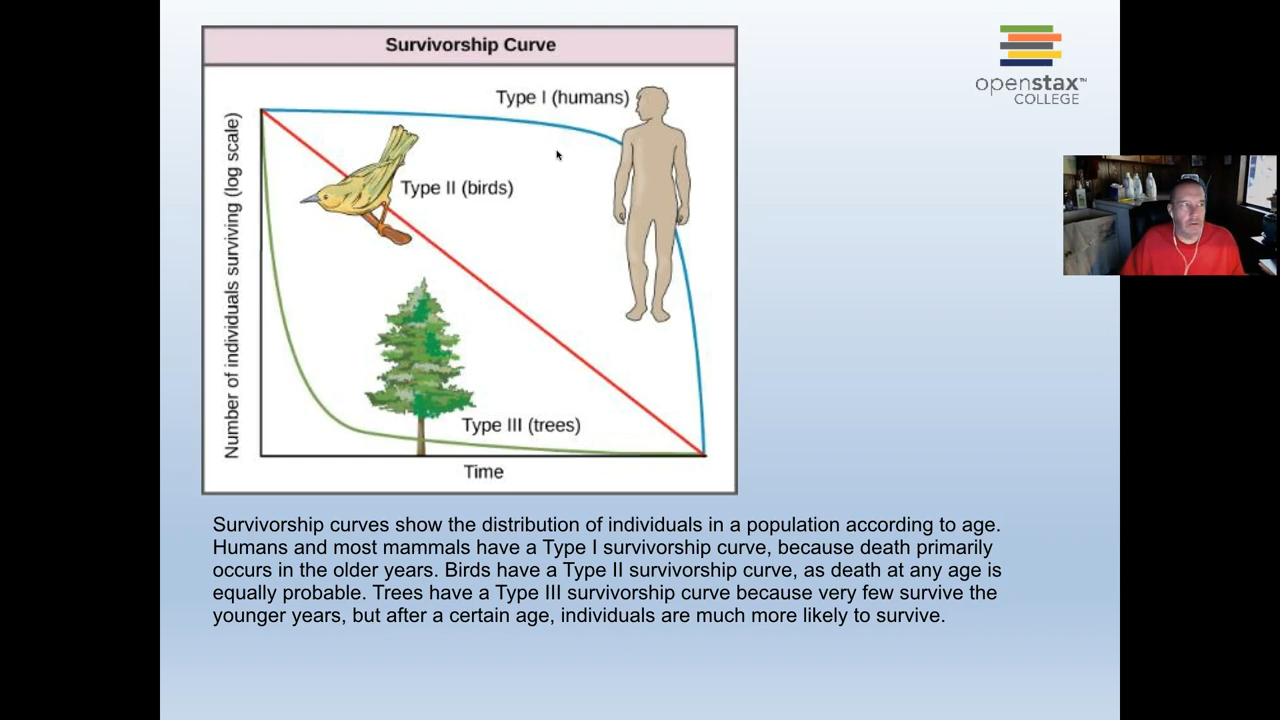 Survivorship Curve
openstax™
COLLEGE
Type I (humans)
Type II (birds)
Number of individuals surviving (log scale)
Type III (trees)
Time
Survivorship curves show the distribution of individuals in a population according to age.
Humans and most mammals have a Type I survivorship curve, because death primarily
occurs in the older years. Birds have a Type II survivorship curve, as death at any age is
equally probable. Trees have a Type III survivorship curve because very few survive the
younger years, but after a certain age, individuals are much more likely to survive.